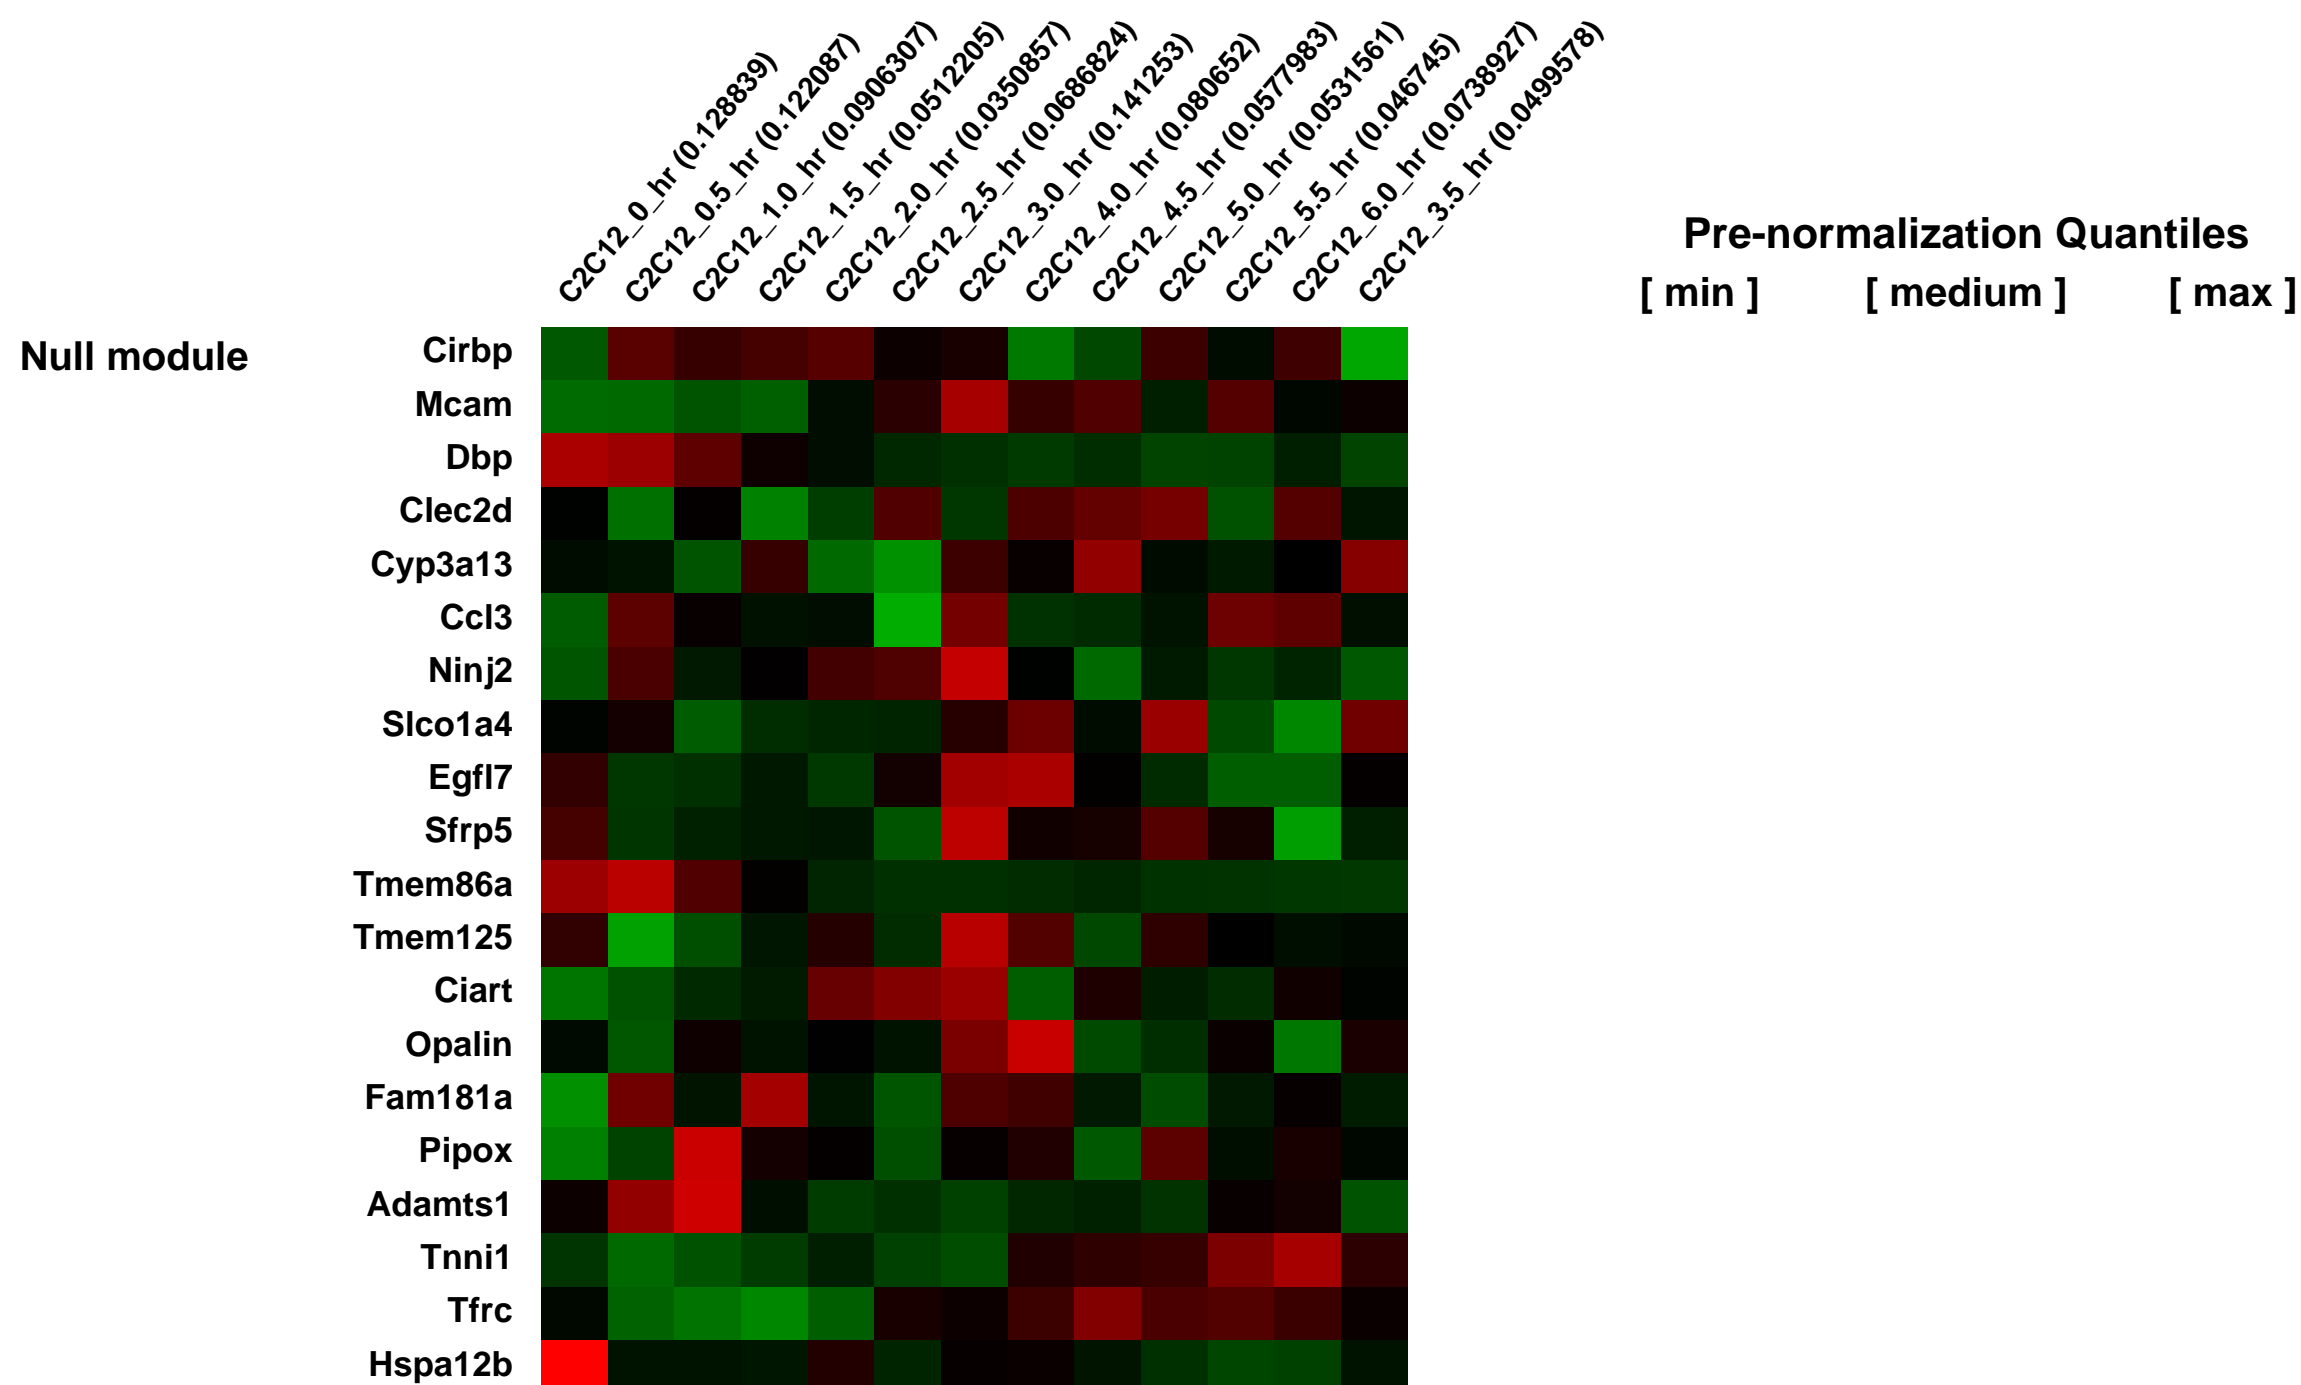 C2C12_0_hr (0.128839)
C2C12_0.5_hr (0.122087)
C2C12_1.0_hr (0.0906307)
C2C12_1.5_hr (0.0512205)
C2C12_2.0_hr (0.0350857)
C2C12_2.5_hr (0.0686824)
C2C12_3.0_hr (0.141253)
C2C12_4.0_hr (0.080652)
C2C12_4.5_hr (0.0577983)
C2C12_5.0_hr (0.0531561)
C2C12_5.5_hr (0.046745)
C2C12_6.0_hr (0.0738927)
C2C12_3.5_hr (0.0499578)
Pre-normalization Quantiles
[ min ] [ medium ] [ max ]
Null module
Cirbp
Mcam
Dbp
Clec2d
Cyp3a13
Ccl3
Ninj2
Slco1a4
Egfl7
Sfrp5
Tmem86a
Tmem125
Ciart
Opalin
Fam181a
Pipox
Adamts1
Tnni1
Tfrc
Hspa12b